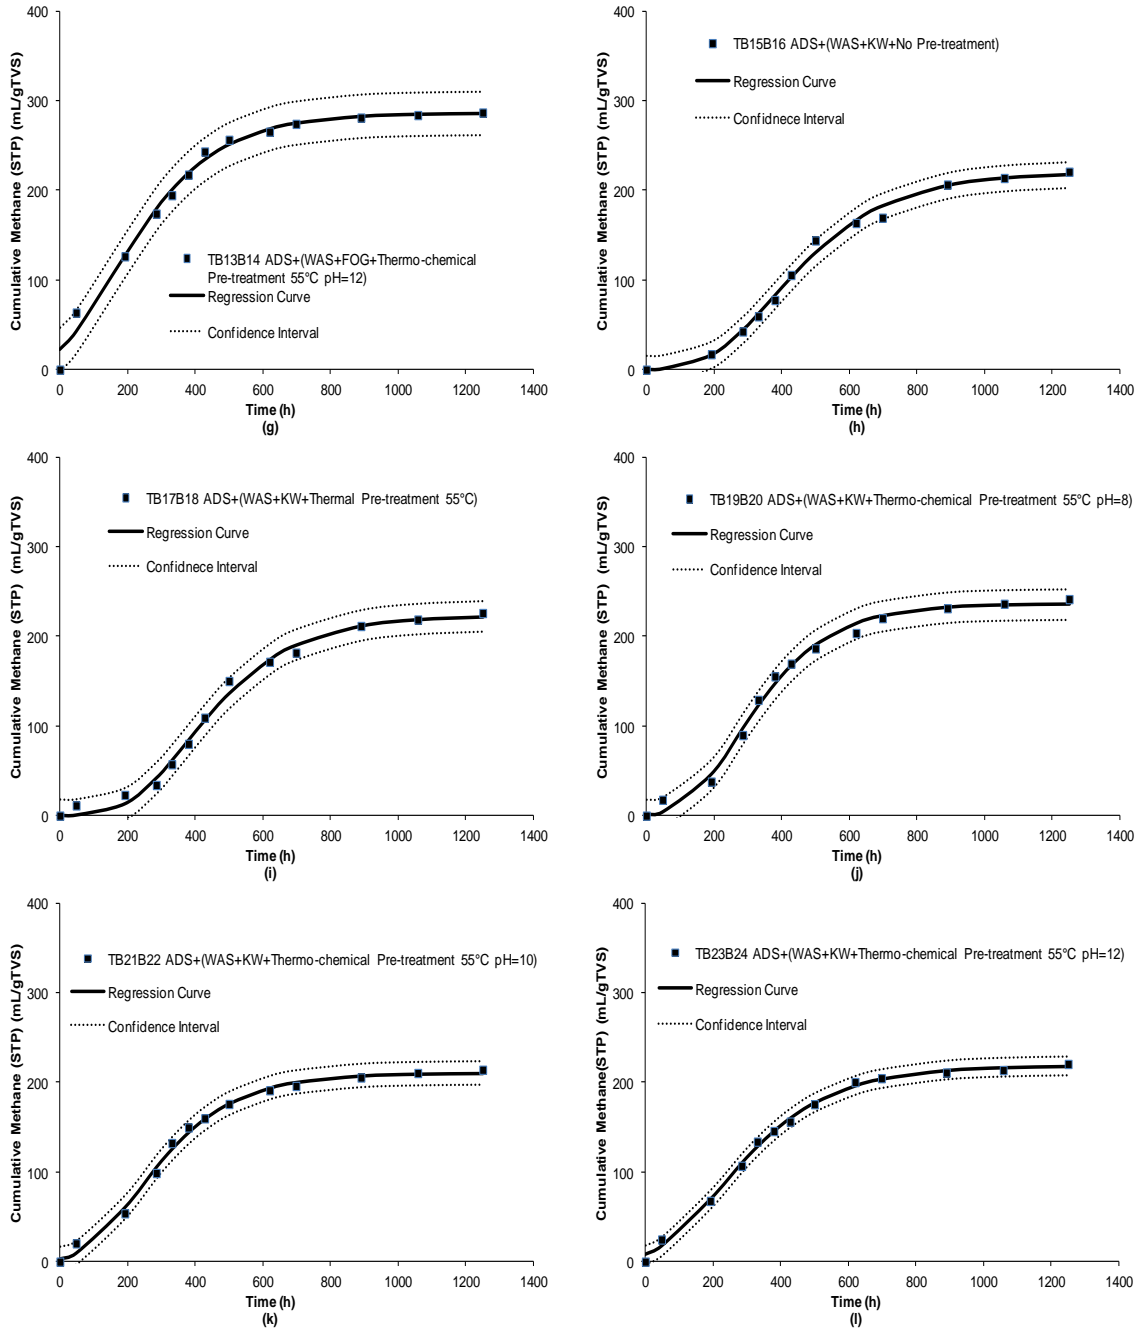 400
300
200
100
0
Cumulative Methane (STP) (mL/gTVS)
TB13B14 ADS+(WAS+FOG+Thermo-chemical
Pre-treatment 55°C pH=12)
Regression Curve
Confidence Interval
0 200 400 600 800 1000 1200 1400
Time (h)
(g)
400
300
200
100
0
Cumulative Methane (STP) (mL/gTVS)
TB15B16 ADS+(WAS+KW+No Pre-treatment)
Regression Curve
Confidnece Interval
0 200 400 600 800 1000 1200 1400
Time (h)
(h)
400
300
200
100
0
Cumulative Methane (STP) (mL/gTVS)
TB17B18 ADS+(WAS+KW+Thermal Pre-treatment 55°C)
Regression Curve
Confidnece Interval
0 200 400 600 800 1000 1200 1400
Time (h)
(i)
400
300
200
100
0
Cumulative Methane (STP) (mL/gTVS)
TB19B20 ADS+(WAS+KW+Thermo-chemical Pre-treatment 55°C pH=8)
Regression Curve
Confidence Interval
0 200 400 600 800 1000 1200 1400
Time (h)
(j)
400
300
200
100
0
Cumulative Methane (STP) (mL/gTVS)
TB21B22 ADS+(WAS+KW+Thermo-chemical Pre-treatment 55°C pH=10)
Regression Curve
Confidence Interval
0 200 400 600 800 1000 1200 1400
Time (h)
(k)
400
300
200
100
0
Cumulative Methane(STP) (mL/gTVS)
TB23B24 ADS+(WAS+KW+Thermo-chemical Pre-treatment 55°C pH=12)
Regression Curve
Confidence Interval
0 200 400 600 800 1000 1200 1400
Time (h)
(l)